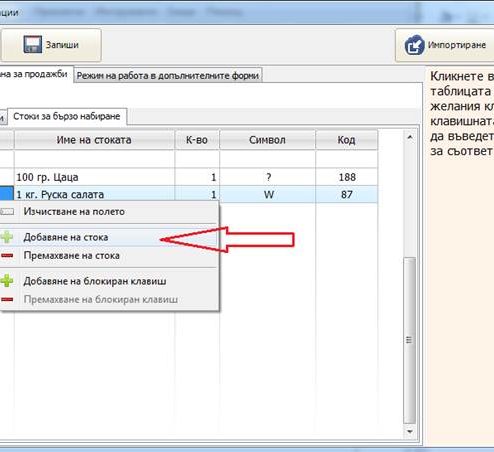 ции
Запиши
Импортиране
на за продажби
Режим на работа в допълнителните форми
Стоки за бързо набиране
Име на стоката К-во Символ Код
100 гр. Цаца 1 ? 188
1 кг. Руска салата 1 W 87
Изчистване на полето
Добавяне на стока
Премахване на стока
Добавяне на блокиран клавиш
Премахване на блокиран клавиш
Кликнете в
таблицата
желания кл
клавишната
да въведет
за съответ